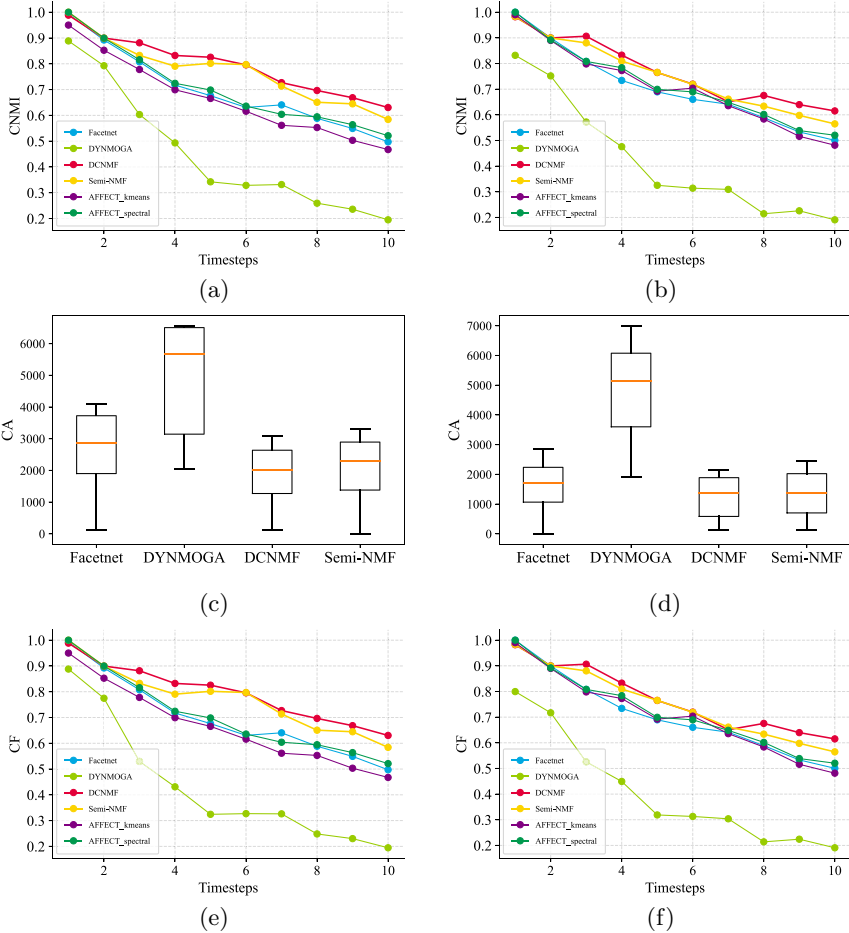 1.0
0.9
0.8
0.7
0.6
0.5
0.4
0.3
0.2
CNMI
Facetnet
DYNMOGA
DCNMF
Semi-NMF
AFFECT_kmeans
AFFECT_spectral
2 4 6 8 10
Timesteps
(a)
1.0
0.9
0.8
0.7
0.6
0.5
0.4
0.3
0.2
CNMI
Facetnet
DYNMOGA
DCNMF
Semi-NMF
AFFECT_kmeans
AFFECT_spectral
2 4 6 8 10
Timesteps
(b)
6000
5000
4000
3000
2000
1000
0
CA
Facetnet DYNMOGA DCNMF Semi-NMF
(c)
7000
6000
5000
4000
3000
2000
1000
0
CA
Facetnet DYNMOGA DCNMF Semi-NMF
(d)
1.0
0.9
0.8
0.7
0.6
0.5
0.4
0.3
0.2
CF
Facetnet
DYNMOGA
DCNMF
Semi-NMF
AFFECT_kmeans
AFFECT_spectral
2 4 6 8 10
Timesteps
(e)
1.0
0.9
0.8
0.7
0.6
0.5
0.4
0.3
0.2
CF
Facetnet
DYNMOGA
DCNMF
Semi-NMF
AFFECT_kmeans
AFFECT_spectral
2 4 6 8 10
Timesteps
(f)